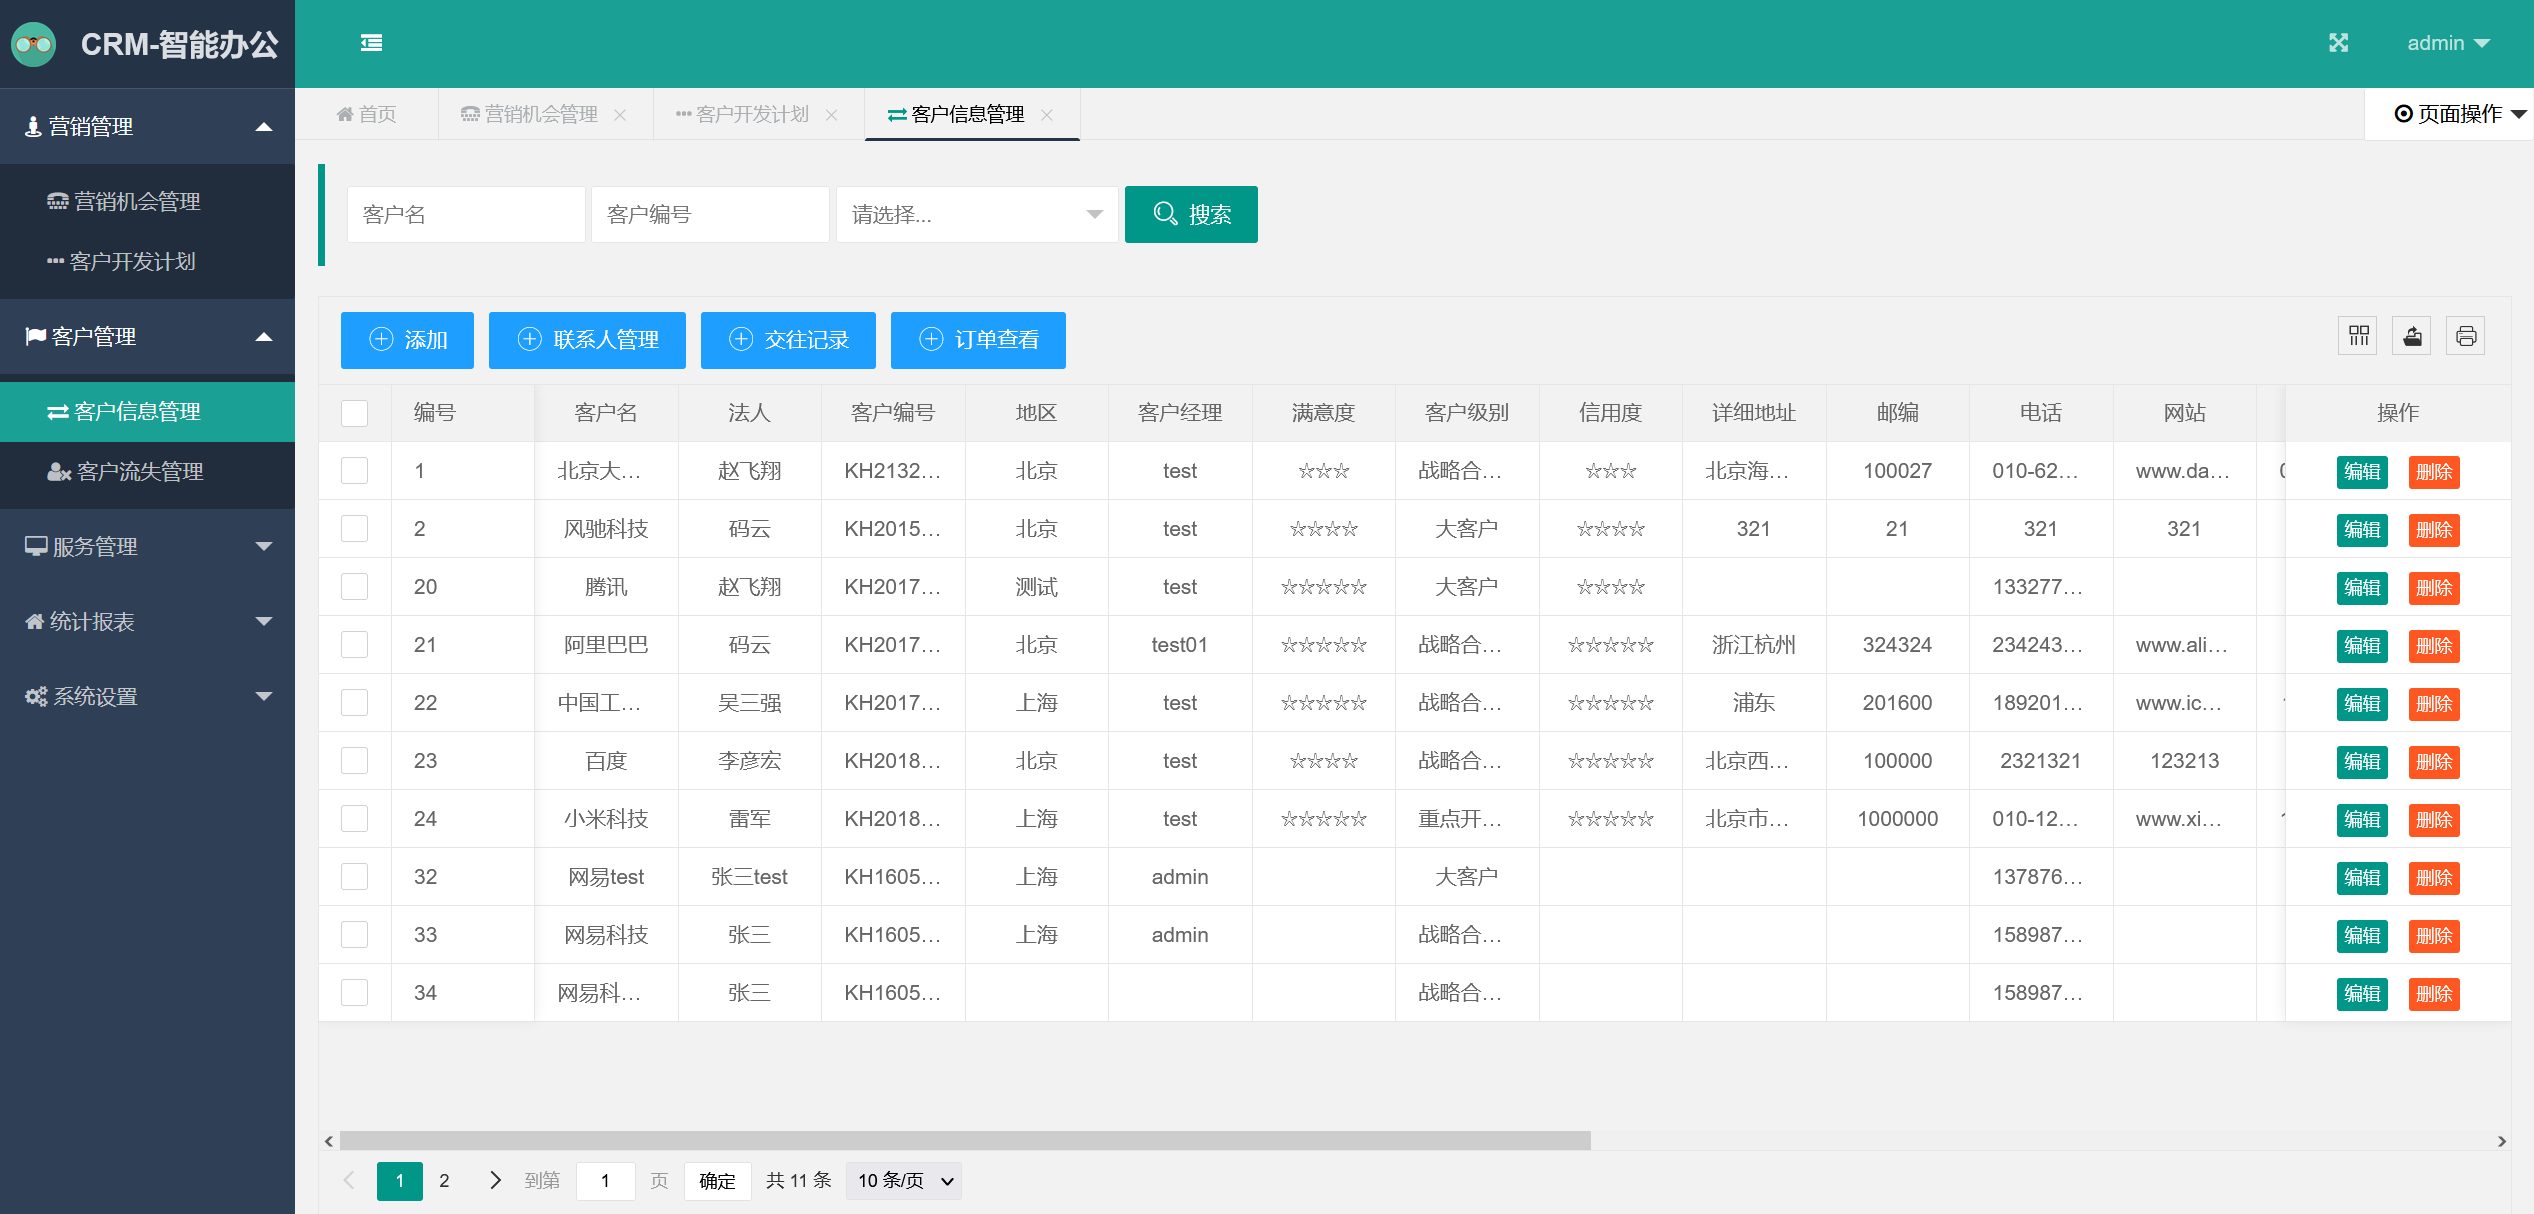 CRM-智能办公
admin
营销管理
营销机会管理
客户开发计划
客户管理
客户信息管理
客户流失管理
服务管理
统计报表
系统设置
首页 营销机会管理 客户开发计划 客户信息管理 页面操作
客户名 客户编号 请选择... 搜索
添加 联系人管理 交往记录 订单查看
编号 客户名 法人 客户编号 地区 客户经理 满意度 客户级别 信用度 详细地址 邮编 电话 网站 操作
1 北京大... 赵飞翔 KH2132... 北京 test ☆☆☆ 战略合... ☆☆☆ 北京海... 100027 010-62... www.da... 编辑 删除
2 风驰科技 码云 KH2015... 北京 test ☆☆☆☆ 大客户 ☆☆☆☆ 321 21 321 321 编辑 删除
20 腾讯 赵飞翔 KH2017... 测试 test ☆☆☆☆☆ 大客户 ☆☆☆☆ 133277... 编辑 删除
21 阿里巴巴 码云 KH2017... 北京 test01 ☆☆☆☆☆ 战略合... ☆☆☆☆☆ 浙江杭州 324324 234243... www.ali... 编辑 删除
22 中国工... 吴三强 KH2017... 上海 test ☆☆☆☆☆ 战略合... ☆☆☆☆☆ 浦东 201600 189201... www.ic... 编辑 删除
23 百度 李彦宏 KH2018... 北京 test ☆☆☆☆ 战略合... ☆☆☆☆☆ 北京西... 100000 2321321 123213 编辑 删除
24 小米科技 雷军 KH2018... 上海 test ☆☆☆☆☆ 重点开... ☆☆☆☆☆ 北京市... 1000000 010-12... www.xi... 编辑 删除
32 网易test 张三test KH1605... 上海 admin 大客户 137876... 编辑 删除
33 网易科技 张三 KH1605... 上海 admin 战略合... 158987... 编辑 删除
34 网易科... 张三 KH1605... 战略合... 158987... 编辑 删除
1 2 到第 1 页 确定 共 11 条 10 条/页